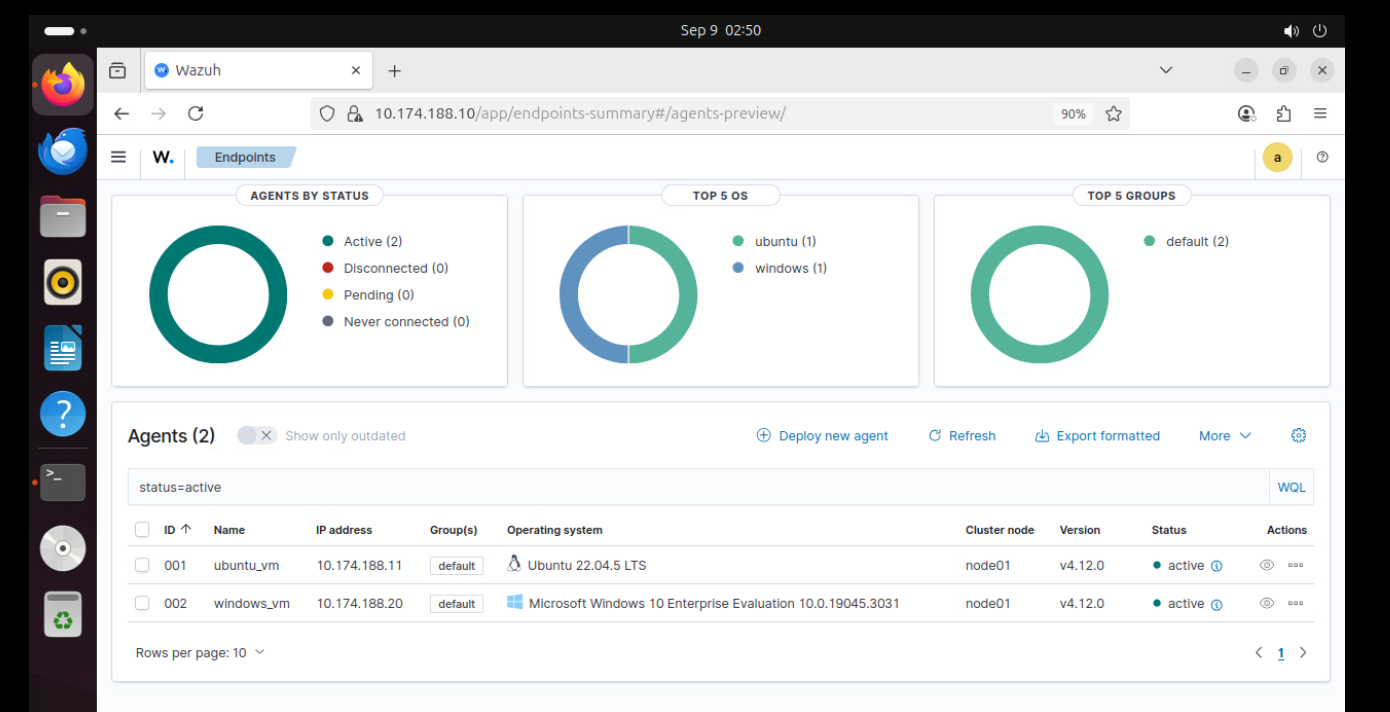 Sep 9 02:50
Wazuh
10.174.188.10/app/endpoints-summary#/agents-preview/
90%
W.
Endpoints
a
AGENTS BY STATUS
Active (2)
Disconnected (0)
Pending (0)
Never connected (0)
TOP 5 OS
ubuntu (1)
windows (1)
TOP 5 GROUPS
default (2)
Agents (2)
Show only outdated
Deploy new agent
Refresh
Export formatted
More
status=active
WQL
ID Name IP address Group(s) Operating system Cluster node Version Status Actions
001 ubuntu_vm 10.174.188.11 default Ubuntu 22.04.5 LTS node01 v4.12.0 active
002 windows_vm 10.174.188.20 default Microsoft Windows 10 Enterprise Evaluation 10.0.19045.3031 node01 v4.12.0 active
Rows per page: 10
1